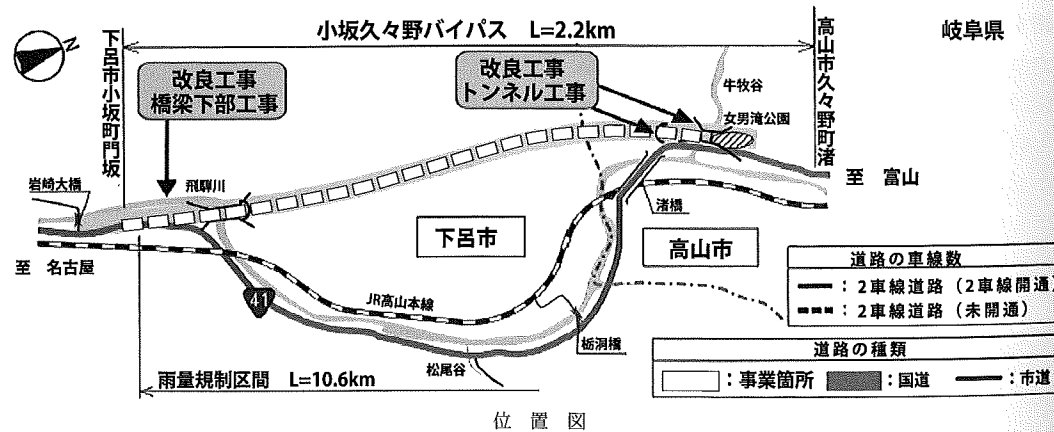 小坂久々野バイパス L=2.2km
岐阜県
N
下呂市小坂町門坂
高山市久々野町渚
改良工事
橋梁下部工事
改良工事
トンネル工事
牛牧谷
女男滝公園
岩崎大橋
飛騨川
至 富山
渚橋
下呂市
高山市
至 名古屋
JR高山本線
41
栃洞橋
松尾谷
雨量規制区間 L=10.6km
道路の車線数
:2車線道路(2車線開通)
:2車線道路(未開通)
道路の種類
:事業箇所 :国道 :市道
位置図